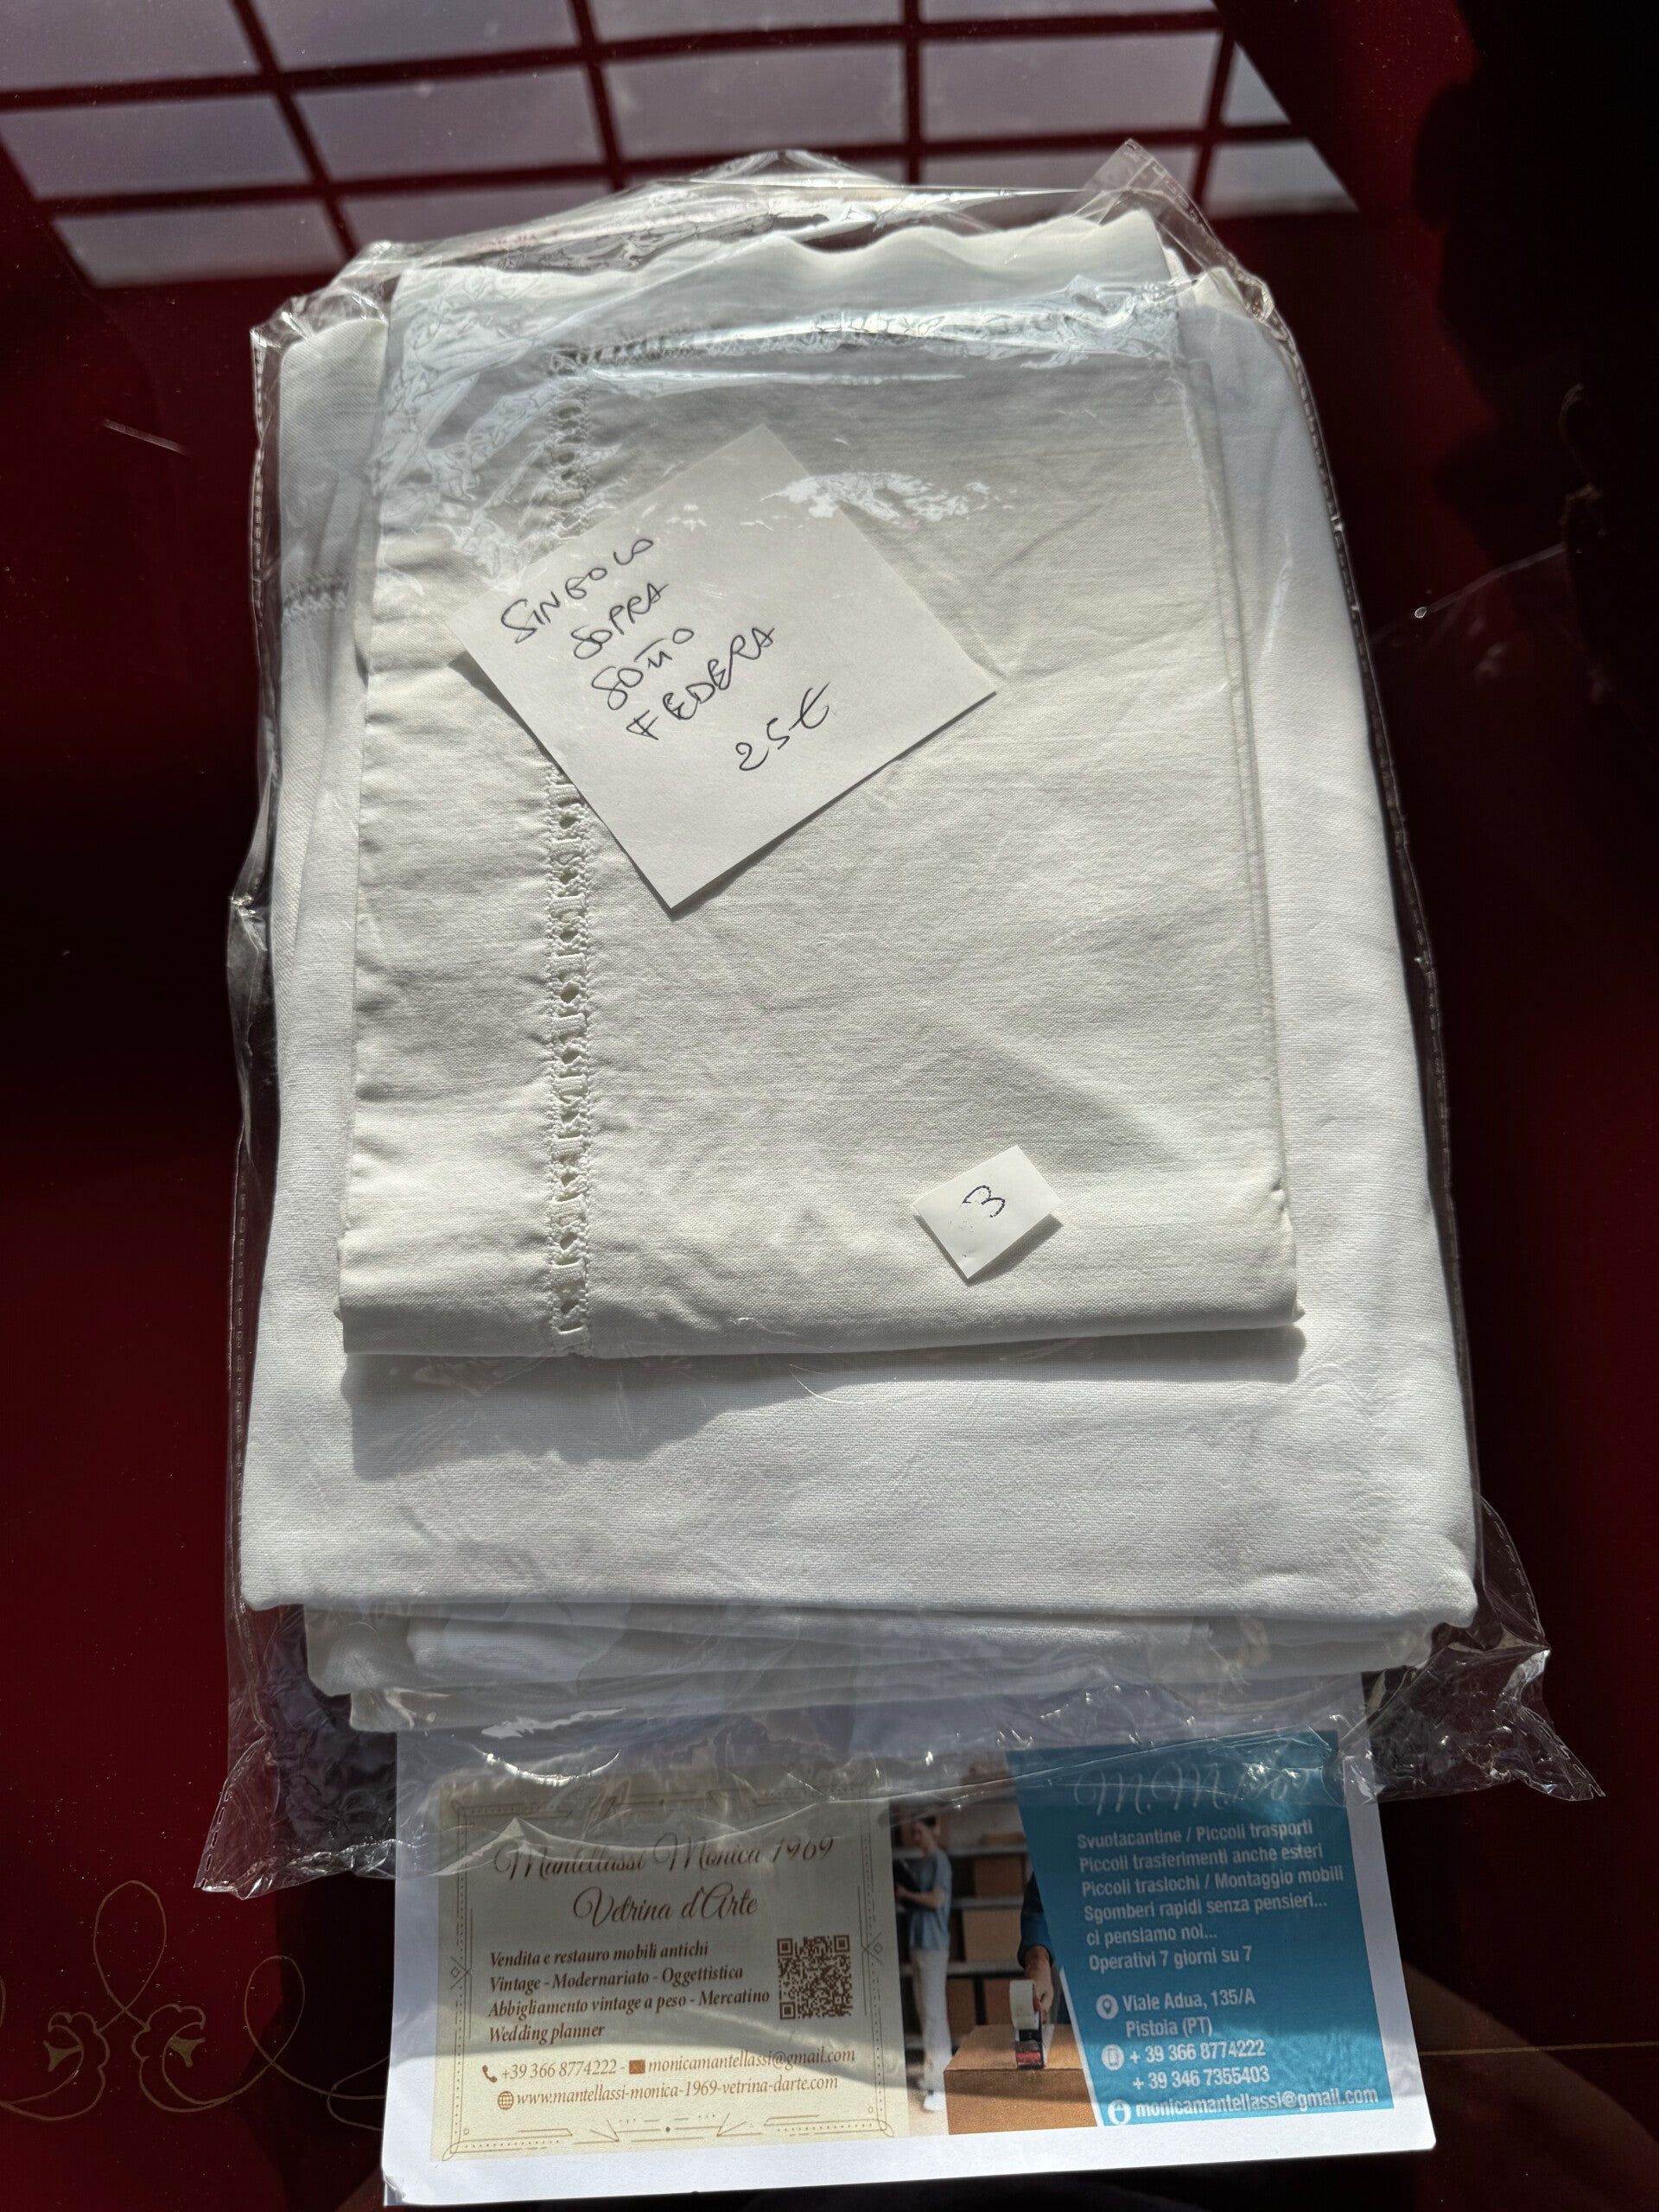 SINGOLO
SOPRA
SOTTO
FEDERA
25€
3
Mantellassi Monica 1969
Vetrina d'Arte
Vendita e restauro mobili antichi
Vintage - Modernariato - Oggettistica
Abbigliamento vintage a peso - Mercatino
Wedding planner
+39 366 8774222 - monicamantellassi@gmail.com
www.mantellassi-monica-1969-vetrina-darte.com
Svuotacantine / Piccoli trasporti
Piccoli trasferimenti anche esteri
Piccoli traslochi / Montaggio mobili
Sgomberi rapidi senza pensieri...
ci pensiamo noi...
Operativi 7 giorni su 7
Viale Adua, 135/A
Pistoia (PT)
+ 39 366 8774222
+ 39 346 7355403
monicamantellassi@gmail.com